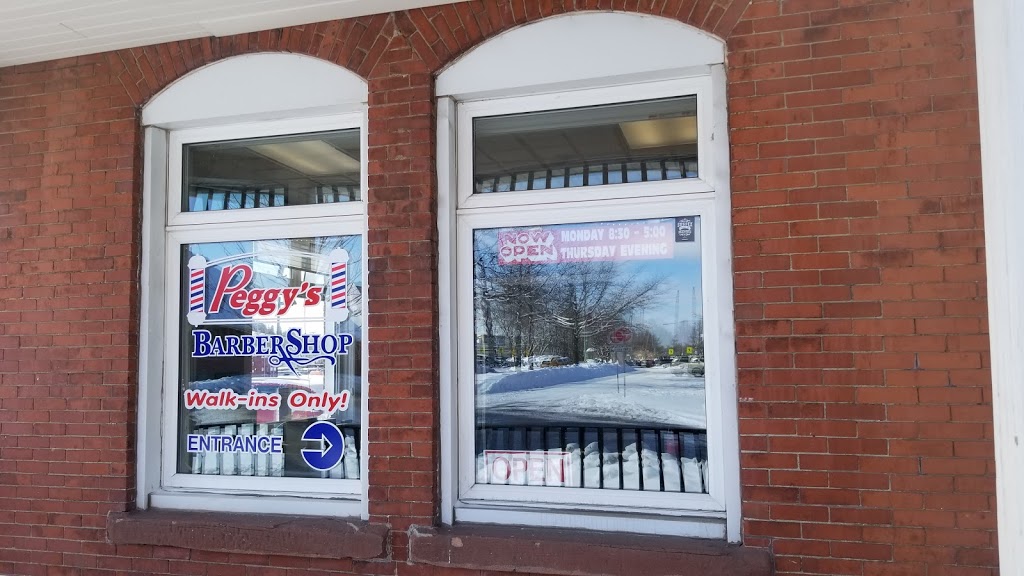 Peggy's
BARBERSHOP
Walk-ins Only!
ENTRANCE
NOW
OPEN
MONDAY 8:30 - 5:00
THURSDAY EVENING
OPEN